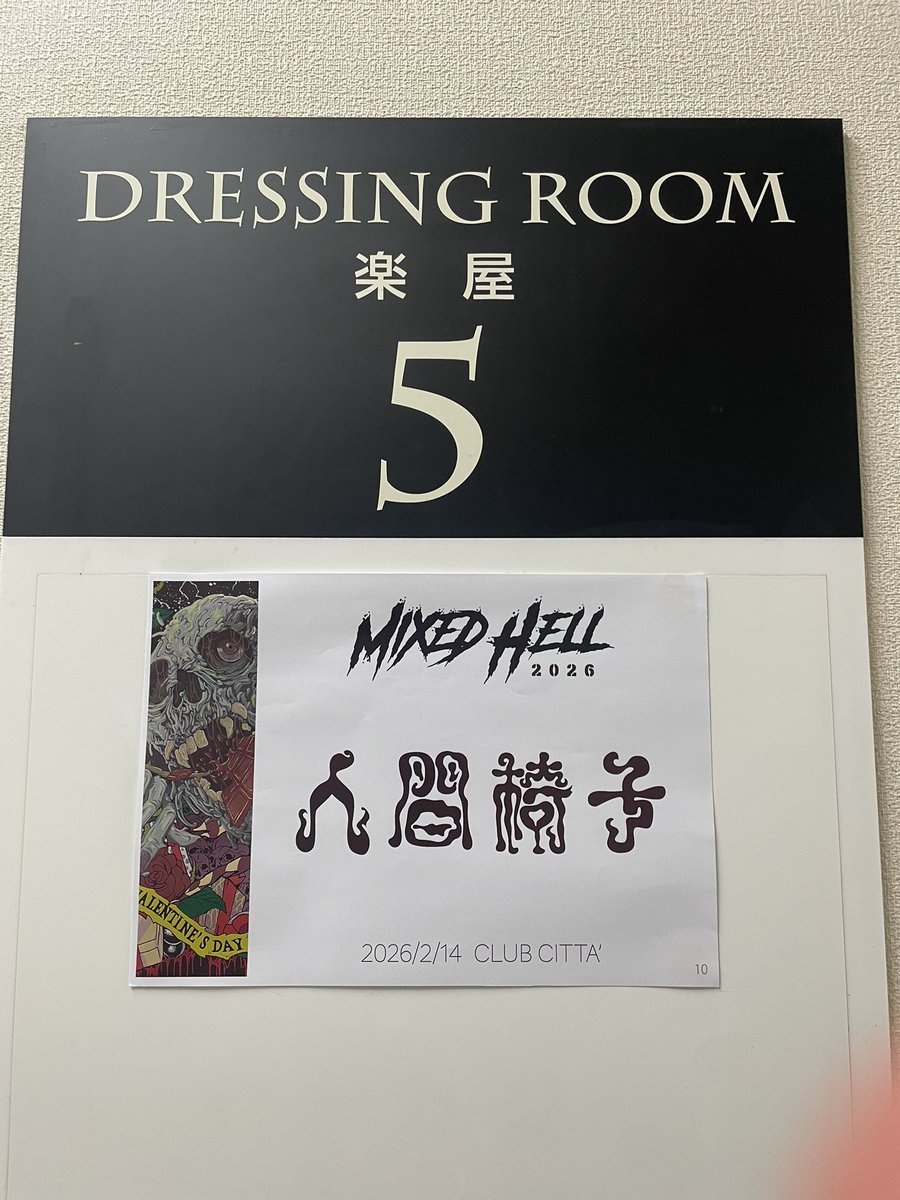 DRESSING ROOM
楽屋
5
MIXED HELL
2026
人間椅子
VALENTINE'S DAY
2026/2/14 CLUB CITTA'
10